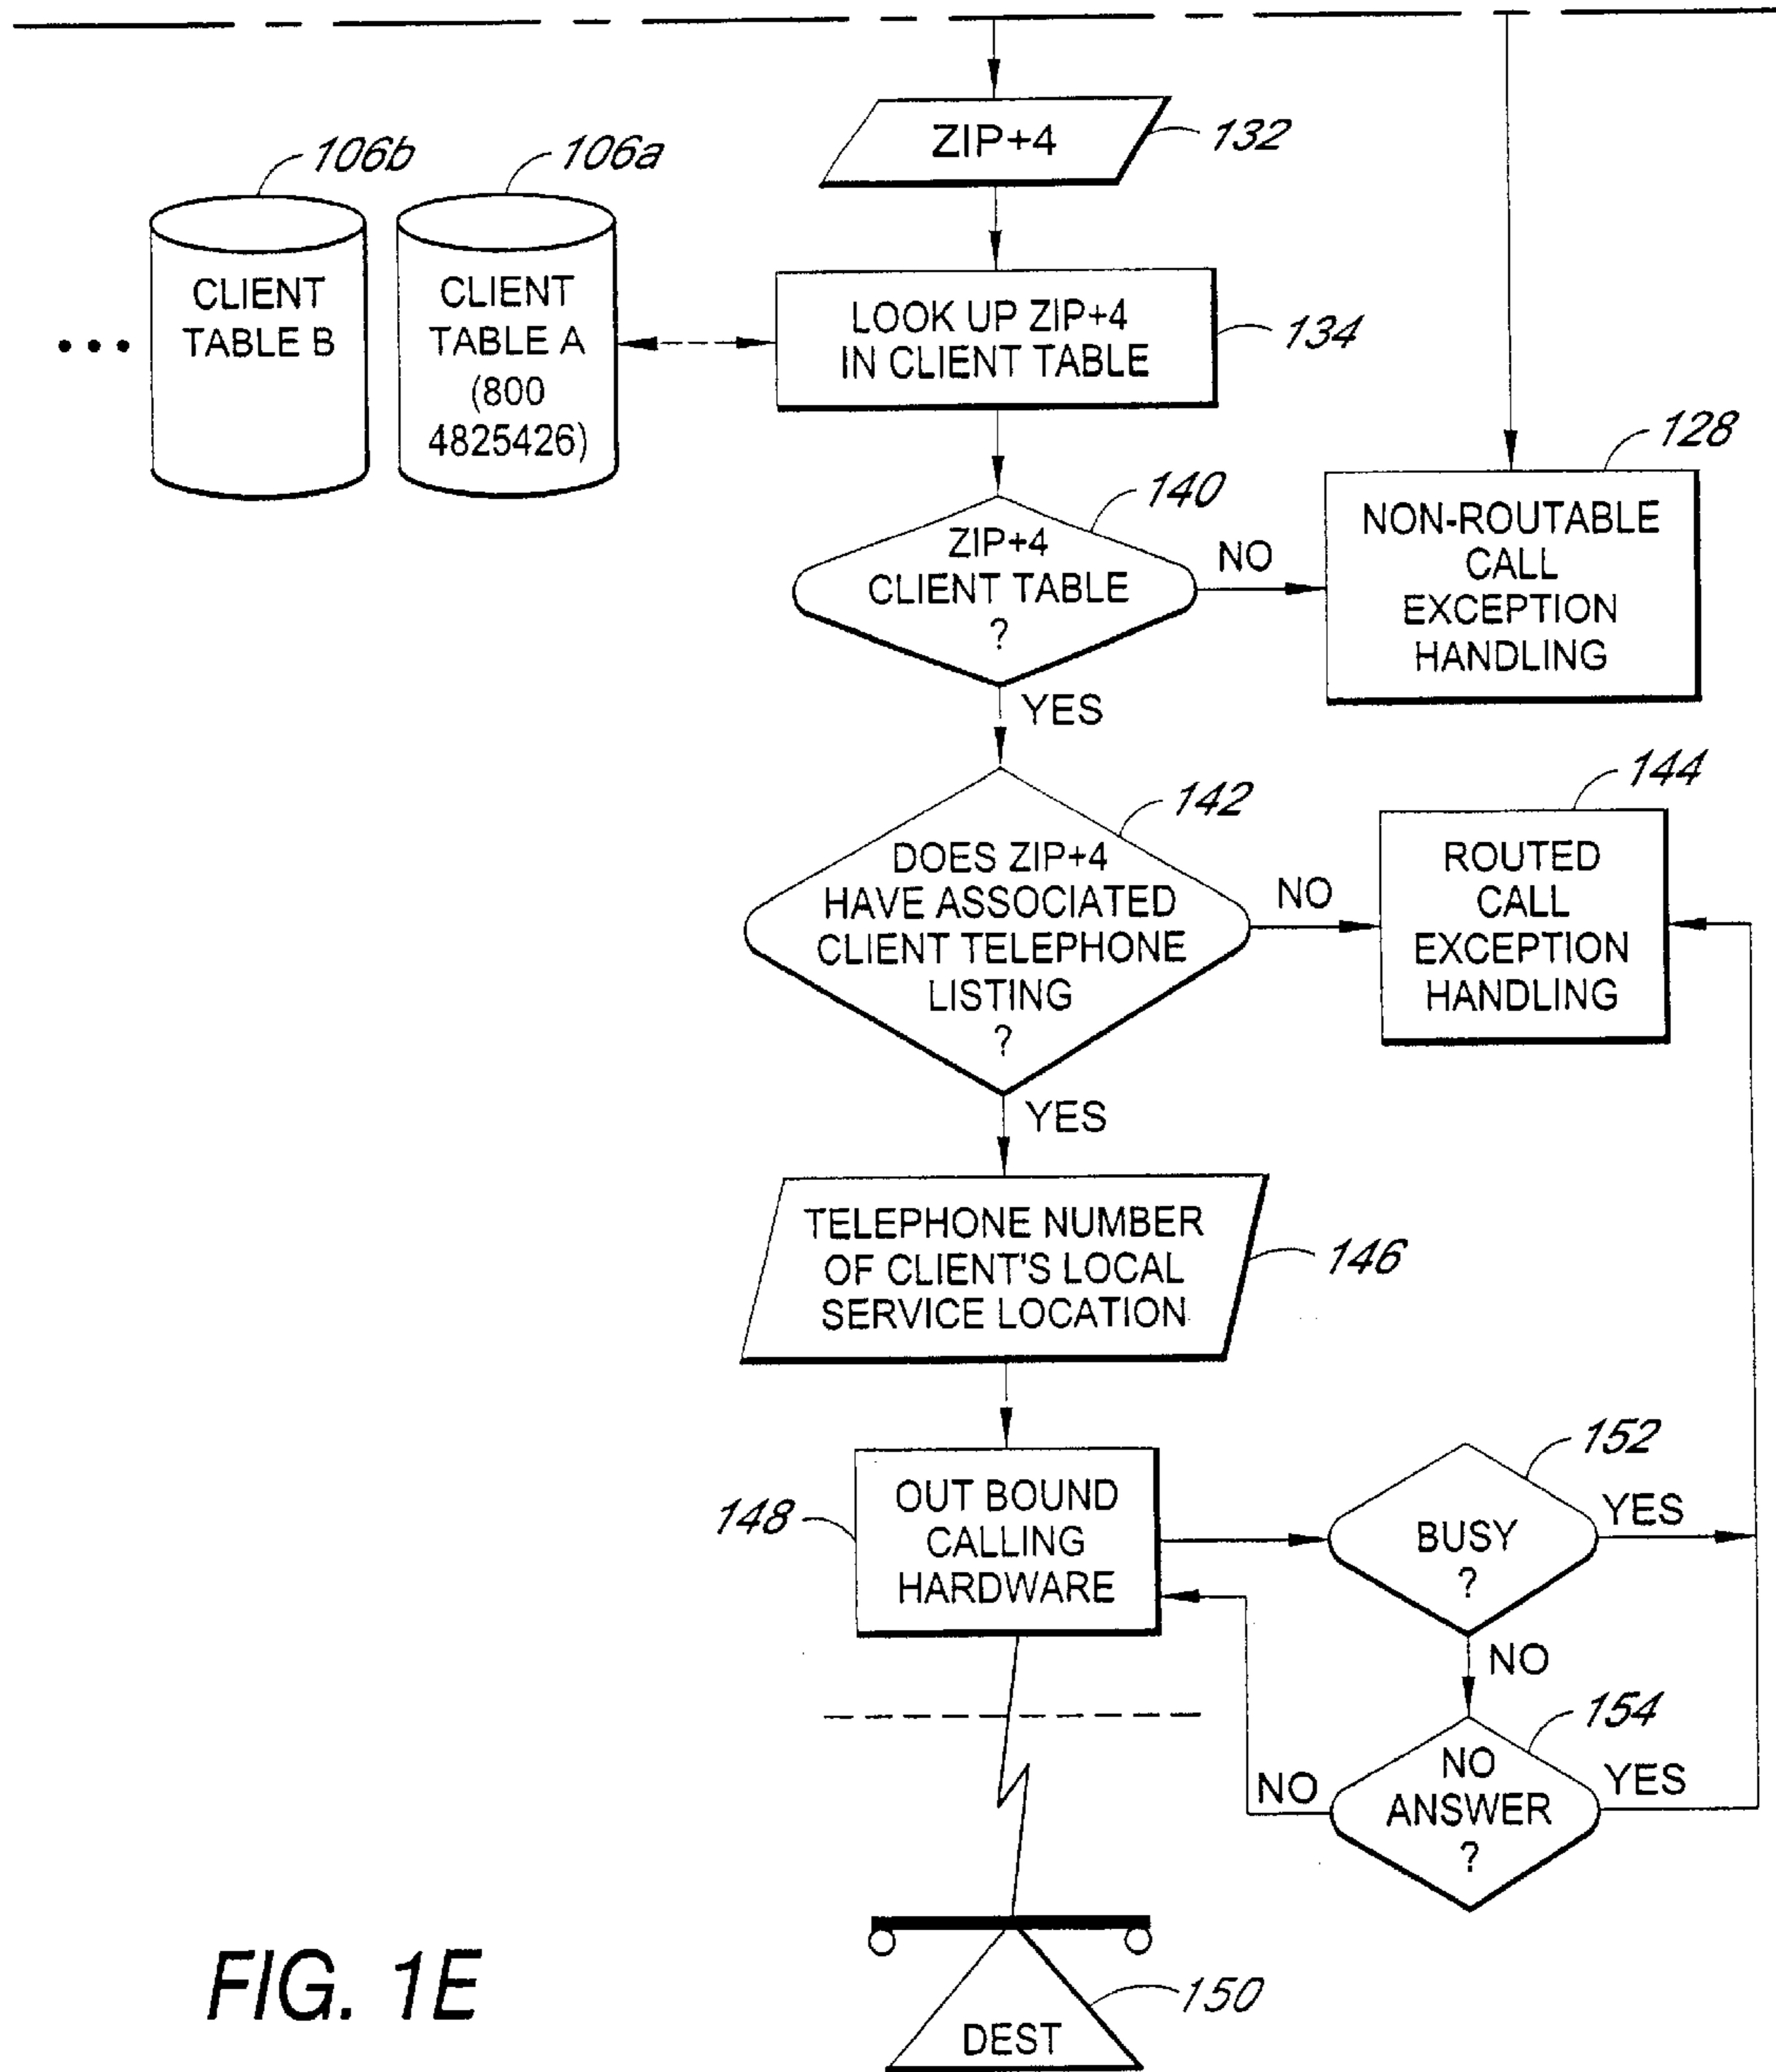 ZIP+4
132
106b
106a
CLIENT
TABLE B
CLIENT
TABLE A
(800
4825426)
• • •
LOOK UP ZIP+4
IN CLIENT TABLE
134
140
ZIP+4
CLIENT TABLE
?
NO
128
NON-ROUTABLE
CALL
EXCEPTION
HANDLING
YES
142
DOES ZIP+4
HAVE ASSOCIATED
CLIENT TELEPHONE
LISTING
?
NO
144
ROUTED
CALL
EXCEPTION
HANDLING
YES
TELEPHONE NUMBER
OF CLIENT'S LOCAL
SERVICE LOCATION
146
148
OUT BOUND
CALLING
HARDWARE
152
BUSY
?
YES
NO
154
NO
ANSWER
?
NO
YES
150
DEST
FIG. 1E